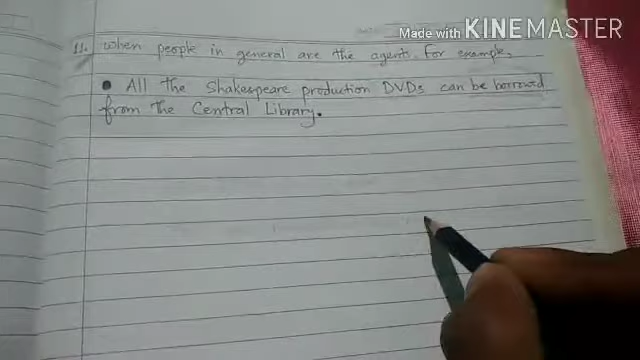 Made with KINEMASTER
11. When people in general are the agents. For example,
• All the Shakespeare production DVDs can be borrowed
from the Central Library.